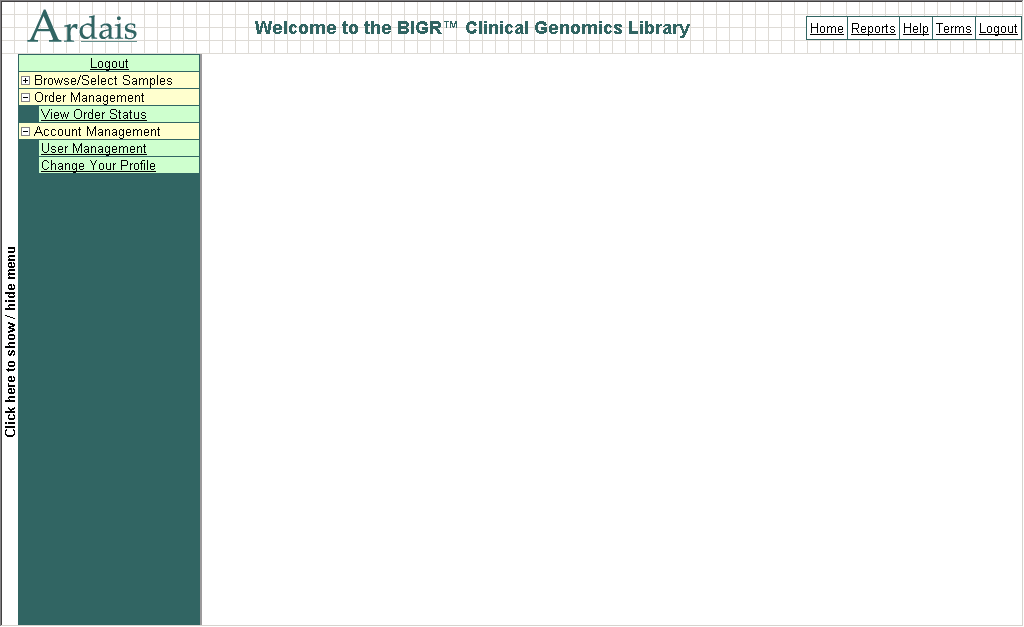 Ardais
Welcome to the BIGR™ Clinical Genomics Library
Home Reports Help Terms Logout
Logout
Browse/Select Samples
Order Management
View Order Status
Account Management
User Management
Change Your Profile
Click here to show / hide menu